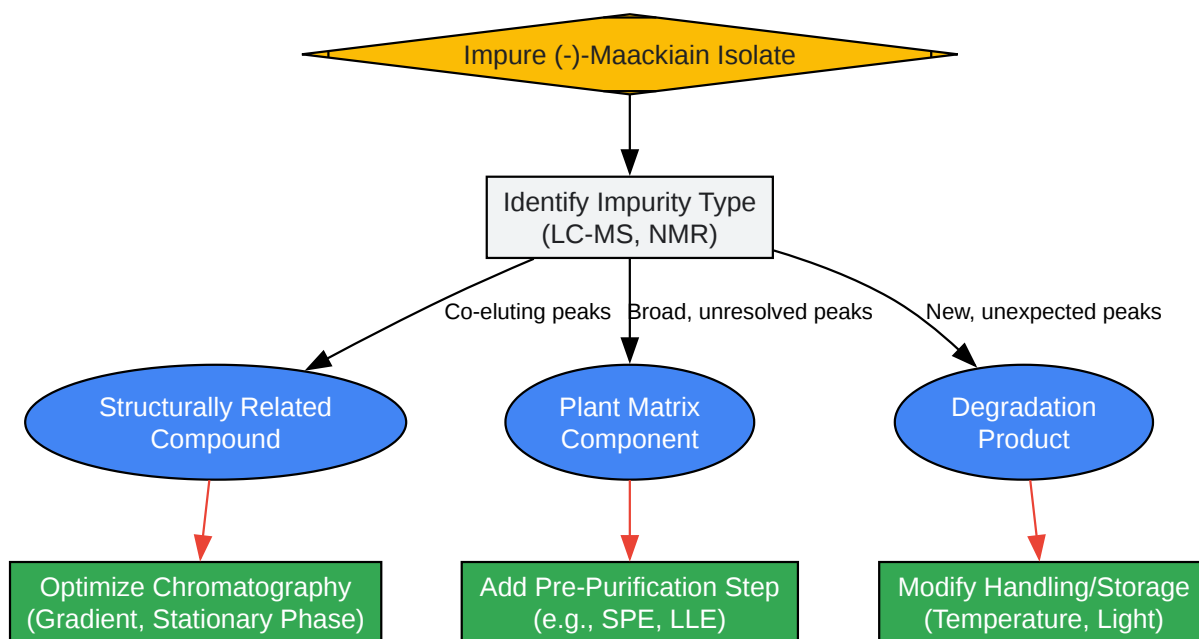 Impure (-)-Maackiain Isolate
Identify Impurity Type
(LC-MS, NMR)
Co-eluting peaks
Broad, unresolved peaks
New, unexpected peaks
Structurally Related
Compound
Plant Matrix
Component
Degradation
Product
Optimize Chromatography
(Gradient, Stationary Phase)
Add Pre-Purification Step
(e.g., SPE, LLE)
Modify Handling/Storage
(Temperature, Light)